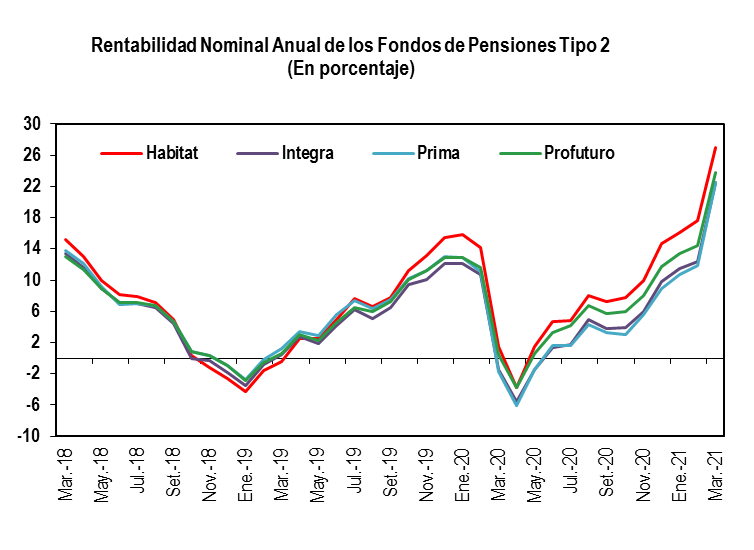 Rentabilidad Nominal Anual de los Fondos de Pensiones Tipo 2
(En porcentaje)
30
26
22
18
14
10
6
2
-2
-6
-10
Habitat Integra Prima Profuturo
Mar.-18 May.-18 Jul.-18 Set.-18 Nov.-18 Ene.-19 Mar.-19 May.-19 Jul.-19 Set.-19 Nov.-19 Ene.-20 Mar.-20 May.-20 Jul.-20 Set.-20 Nov.-20 Ene.-21 Mar.-21